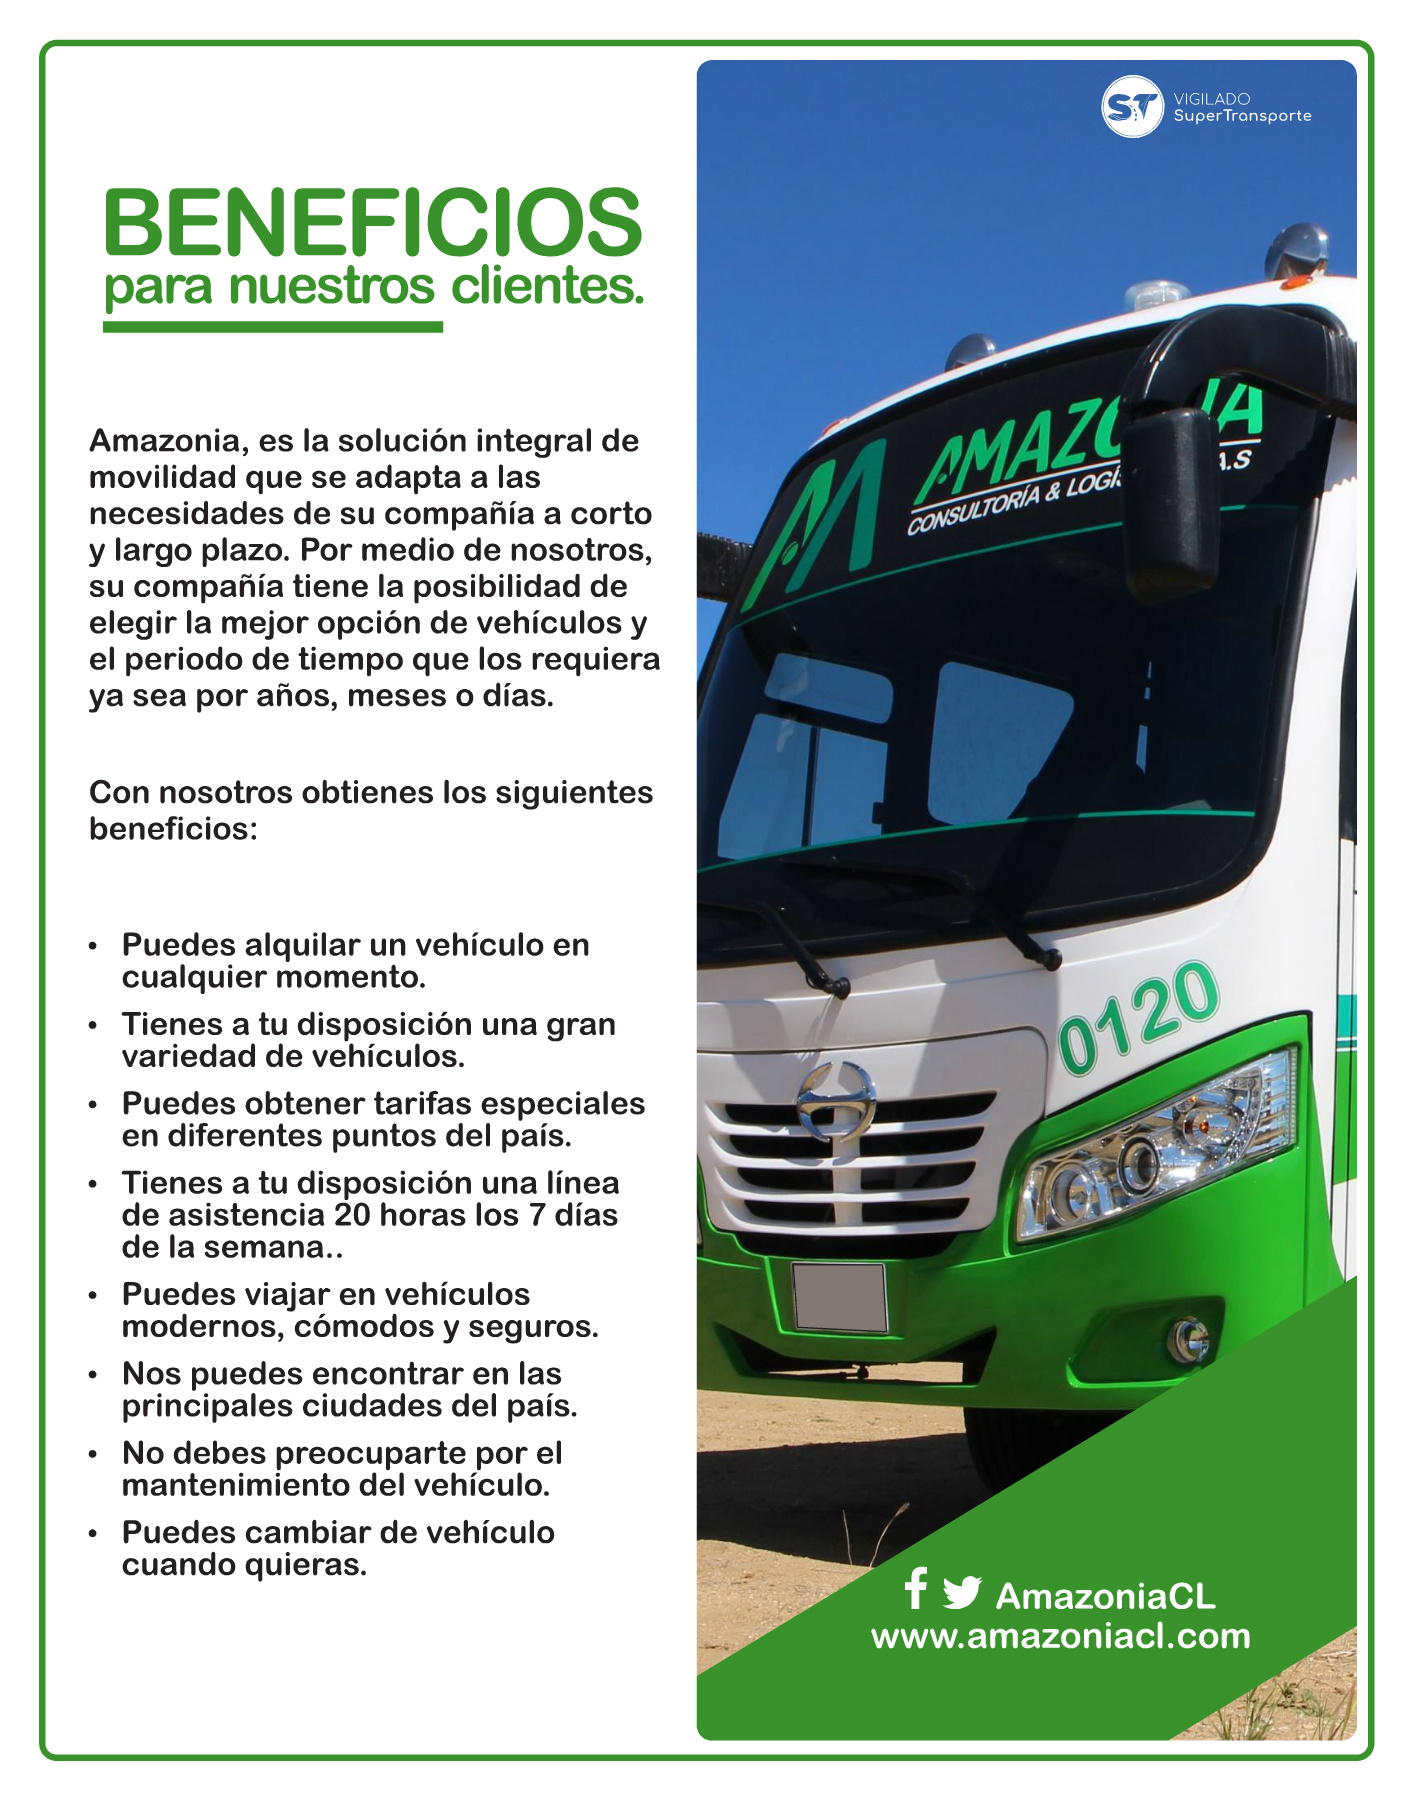 VIGILADO
SuperTransporte
BENEFICIOS
para nuestros clientes.
Amazonia, es la solución integral de
movilidad que se adapta a las
necesidades de su compañía a corto
y largo plazo. Por medio de nosotros,
su compañía tiene la posibilidad de
elegir la mejor opción de vehículos y
el periodo de tiempo que los requiera
ya sea por años, meses o días.
Con nosotros obtienes los siguientes
beneficios:
• Puedes alquilar un vehículo en
cualquier momento.
• Tienes a tu disposición una gran
variedad de vehículos.
• Puedes obtener tarifas especiales
en diferentes puntos del país.
• Tienes a tu disposición una línea
de asistencia 20 horas los 7 días
de la semana..
• Puedes viajar en vehículos
modernos, cómodos y seguros.
• Nos puedes encontrar en las
principales ciudades del país.
• No debes preocuparte por el
mantenimiento del vehículo.
• Puedes cambiar de vehículo
cuando quieras.
CONSULTORÍA &
0120
AmazoniaCL
www.amazoniacl.com